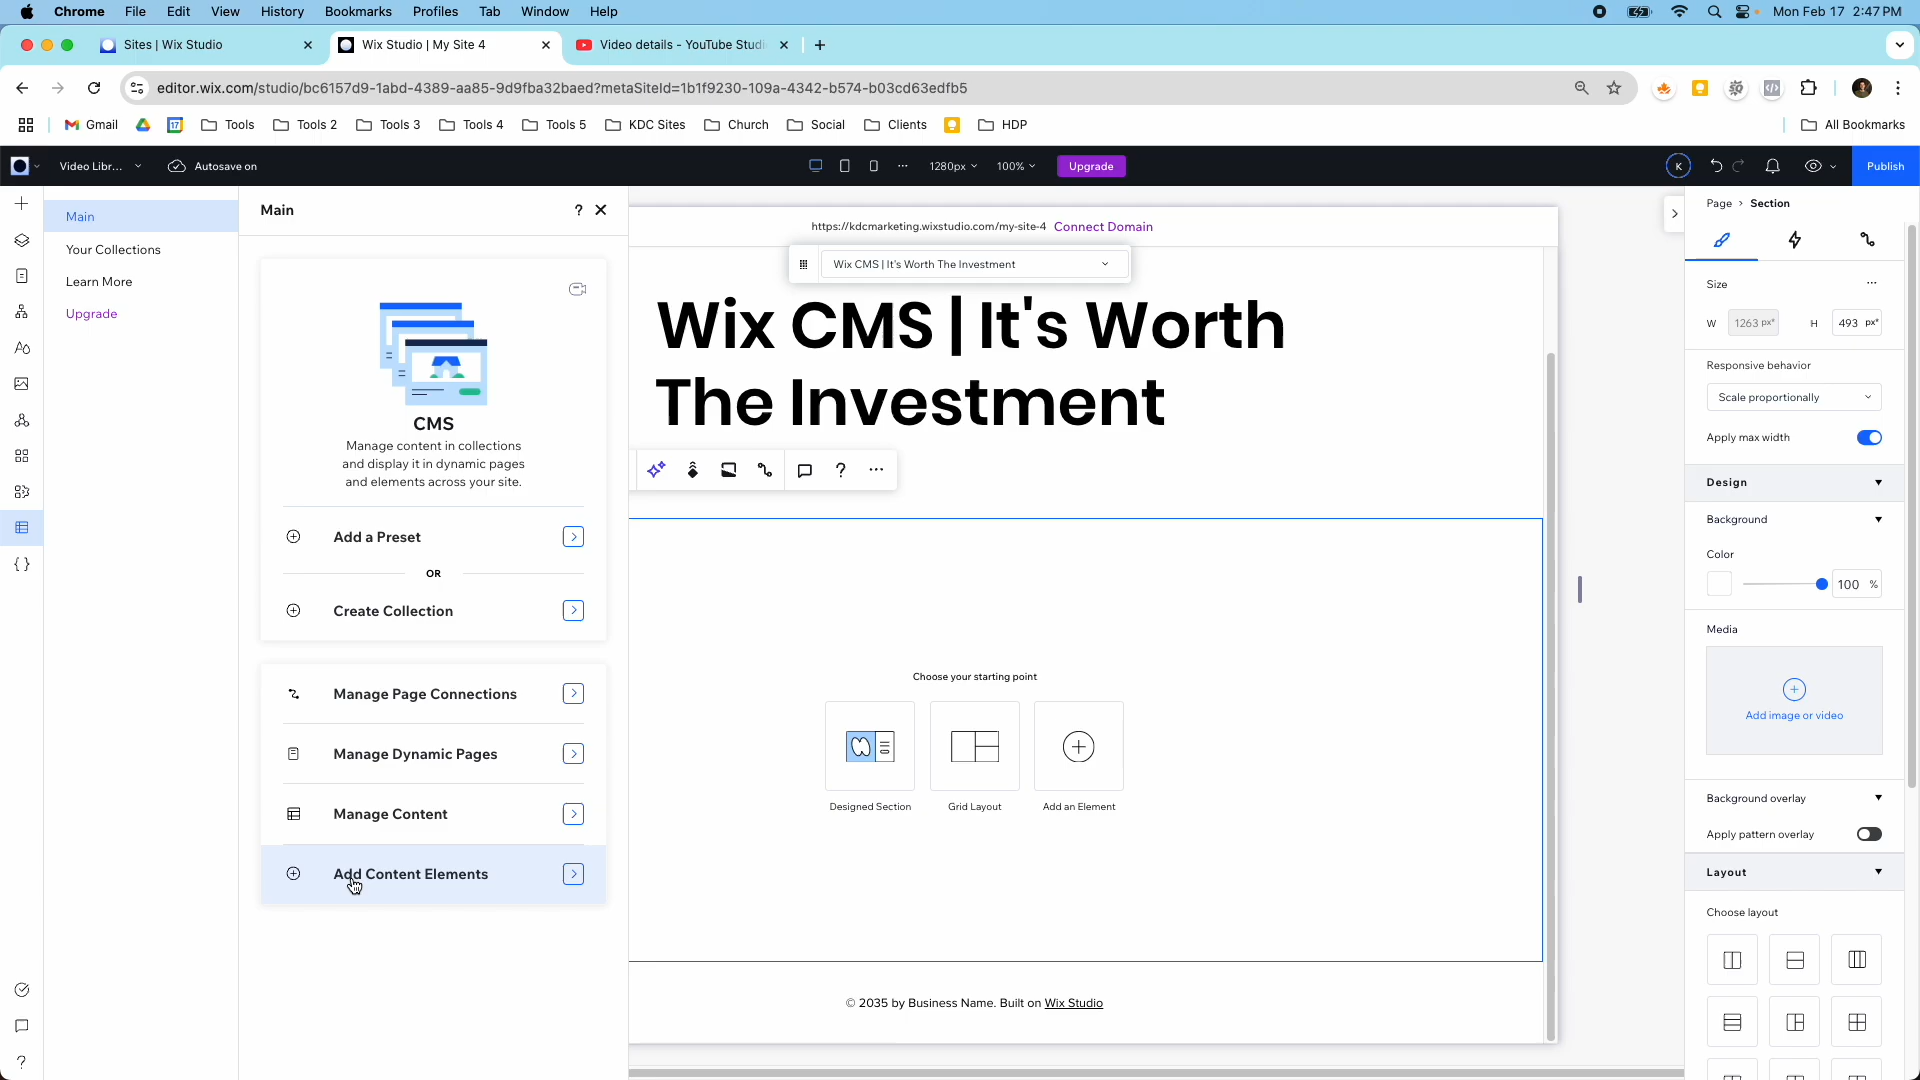 Chrome File Edit View History Bookmarks Profiles Tab Window Help
Mon Feb 17 2:47 PM
Sites | Wix Studio
Wix Studio | My Site 4
Video details - YouTube Studi
editor.wix.com/studio/bc6157d9-1abd-4389-aa85-9d9fba32baed?metaSiteId=1b1f9230-109a-4342-b574-b03cd63edfb5
Gmail
17
Tools
Tools 2
Tools 3
Tools 4
Tools 5
KDC Sites
Church
Social
Clients
HDP
All Bookmarks
Video Libr...
Autosave on
1280px
100%
Upgrade
K
Publish
Main
Your Collections
Learn More
Upgrade
Main
?
CMS
Manage content in collections
and display it in dynamic pages
and elements across your site.
Add a Preset
OR
Create Collection
Manage Page Connections
Manage Dynamic Pages
Manage Content
Add Content Elements
https://kdcmarketing.wixstudio.com/my-site-4 Connect Domain
Wix CMS | It's Worth The Investment
Wix CMS | It's Worth
The Investment
Choose your starting point
Designed Section
Grid Layout
Add an Element
© 2035 by Business Name. Built on Wix Studio
Page > Section
Size
W 1263 px* H 493 px*
Responsive behavior
Scale proportionally
Apply max width
Design
Background
Color
100 %
Media
Add image or video
Background overlay
Apply pattern overlay
Layout
Choose layout